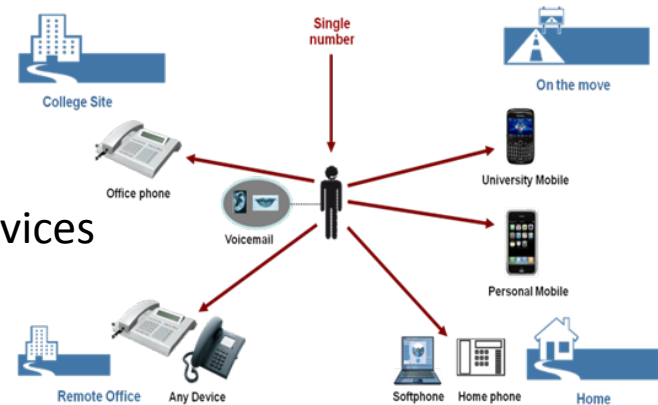 Single
number
College Site
On the move
Office phone
University Mobile
vices
Voicemail
Personal Mobile
Remote Office
Any Device
Softphone
Home phone
Home